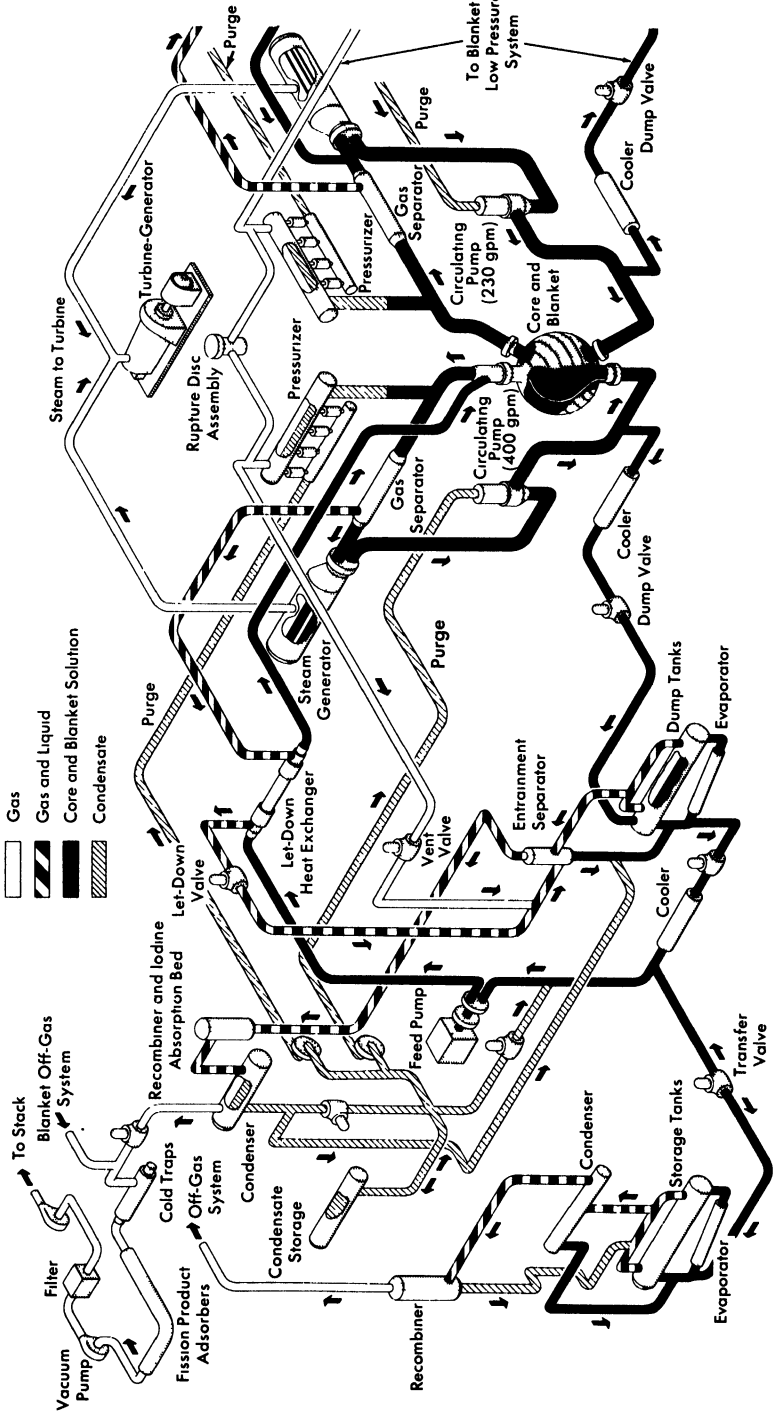 Gas
Gas and Liquid
Core and Blanket Solution
Condensate
To Stack
Blanket Off-Gas
System
Filter
Vacuum
Pump
Cold Traps
Fission Product
Adsorbers
Off-Gas
System
Recombiner and Iodine
Absorption Bed
Condenser
Condensate
Storage
Recombiner
Condenser
Storage Tanks
Evaporator
Transfer
Valve
Feed Pump
Let-Down
Valve
Let-Down
Heat Exchanger
Purge
Vent
Valve
Entrainment
Separator
Cooler
Dump Tanks
Evaporator
Steam to Turbine
Turbine-Generator
Rupture Disc
Assembly
Pressurizer
Steam
Generator
Gas
Separator
Purge
Circulating
Pump
(400 gpm)
Cooler
Dump Valve
Purge
Pressurizer
Gas
Separator
Purge
Circulating
Pump
(230 gpm)
Core and
Blanket
To Blanket
Low Pressure
System
Cooler
Dump Valve